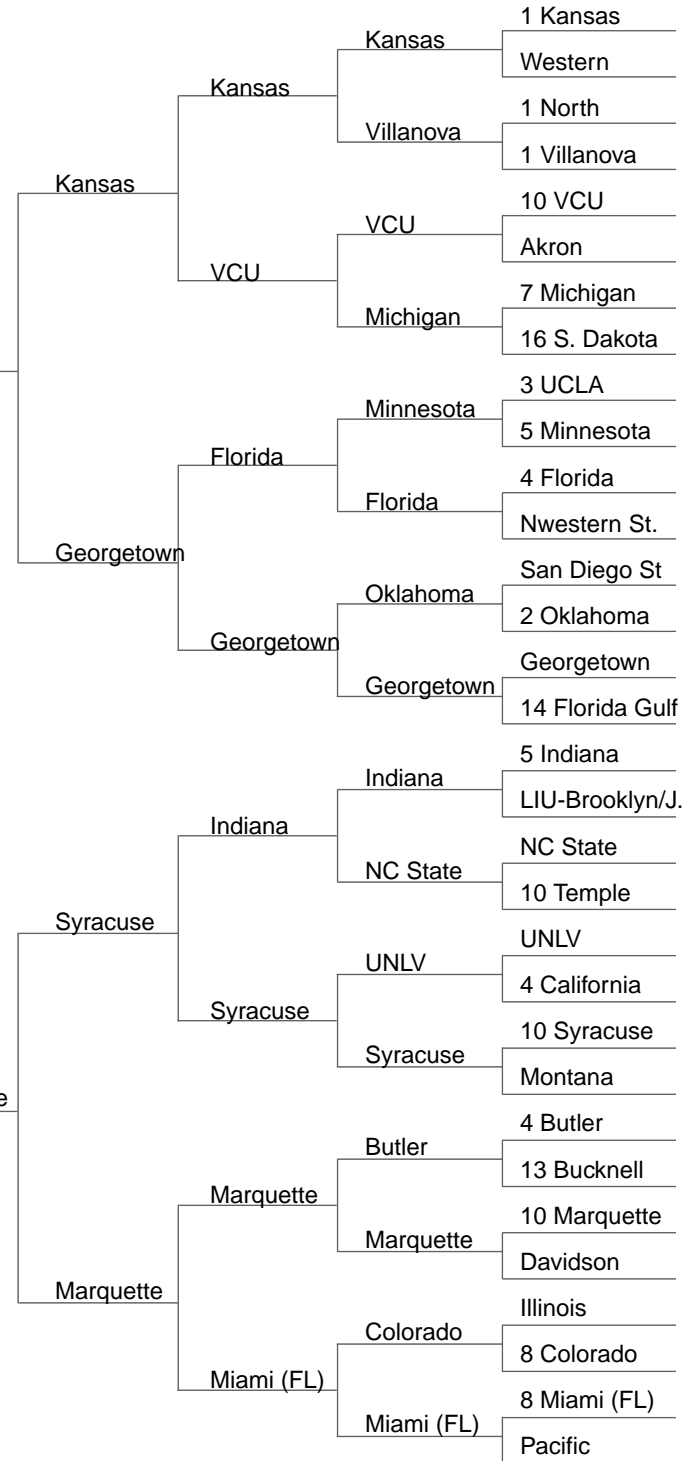 1 Kansas
Kansas
Western
Kansas
1 North
Villanova
1 Villanova
Kansas
10 VCU
VCU
Akron
VCU
7 Michigan
Michigan
16 S. Dakota
3 UCLA
Minnesota
5 Minnesota
Florida
4 Florida
Florida
Nwestern St.
Georgetown
San Diego St
Oklahoma
2 Oklahoma
Georgetown
Georgetown
Georgetown
14 Florida Gulf
5 Indiana
Indiana
LIU-Brooklyn/J.
Indiana
NC State
NC State
10 Temple
Syracuse
UNLV
UNLV
4 California
Syracuse
10 Syracuse
Syracuse
Montana
e
4 Butler
Butler
13 Bucknell
Marquette
10 Marquette
Marquette
Davidson
Marquette
Illinois
Colorado
8 Colorado
Miami (FL)
8 Miami (FL)
Miami (FL)
Pacific